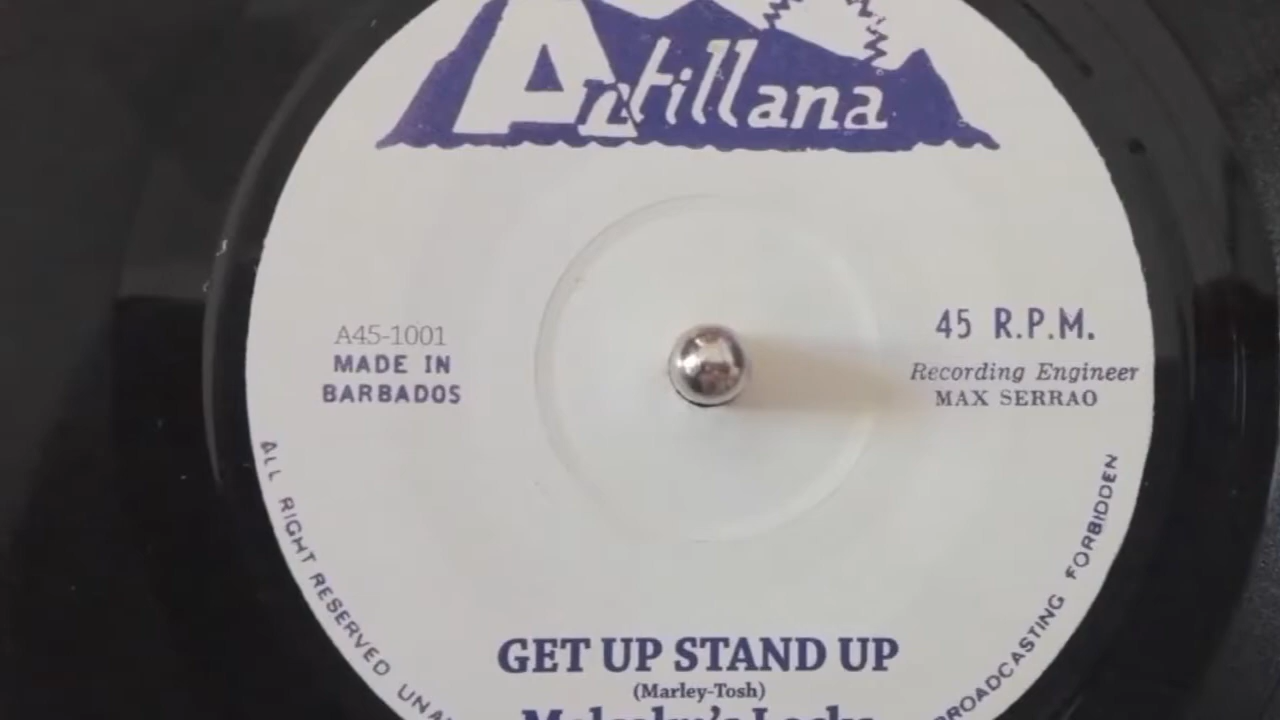 Antillana
A45-1001
MADE IN
BARBADOS
45 R.P.M.
Recording Engineer
MAX SERRAO
ALL RIGHT RESERVED
BROADCASTING FORBIDDEN
GET UP STAND UP
(Marley-Tosh)